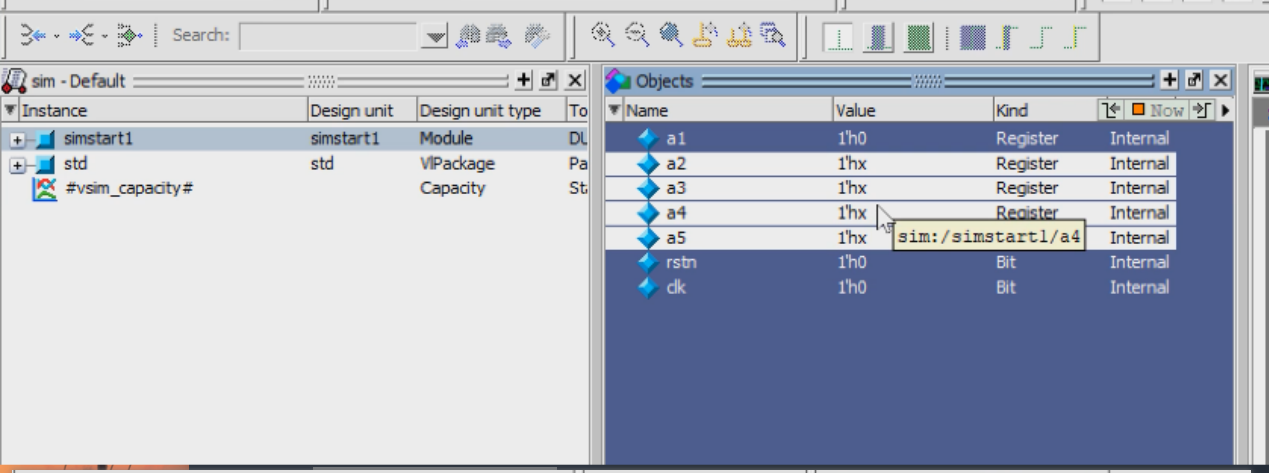 Search:
sim - Default
Instance Design unit Design unit type To
simstart1 simstart1 Module DU
std std VlPackage Pa
#vsim_capacity# Capacity Sta
Objects
Name Value Kind Now
a1 1'h0 Register Internal
a2 1'hx Register Internal
a3 1'hx Register Internal
a4 1'hx Register Internal
a5 1'hx Internal
sim:/simstart1/a4
rstn 1'h0 Bit Internal
clk 1'h0 Bit Internal